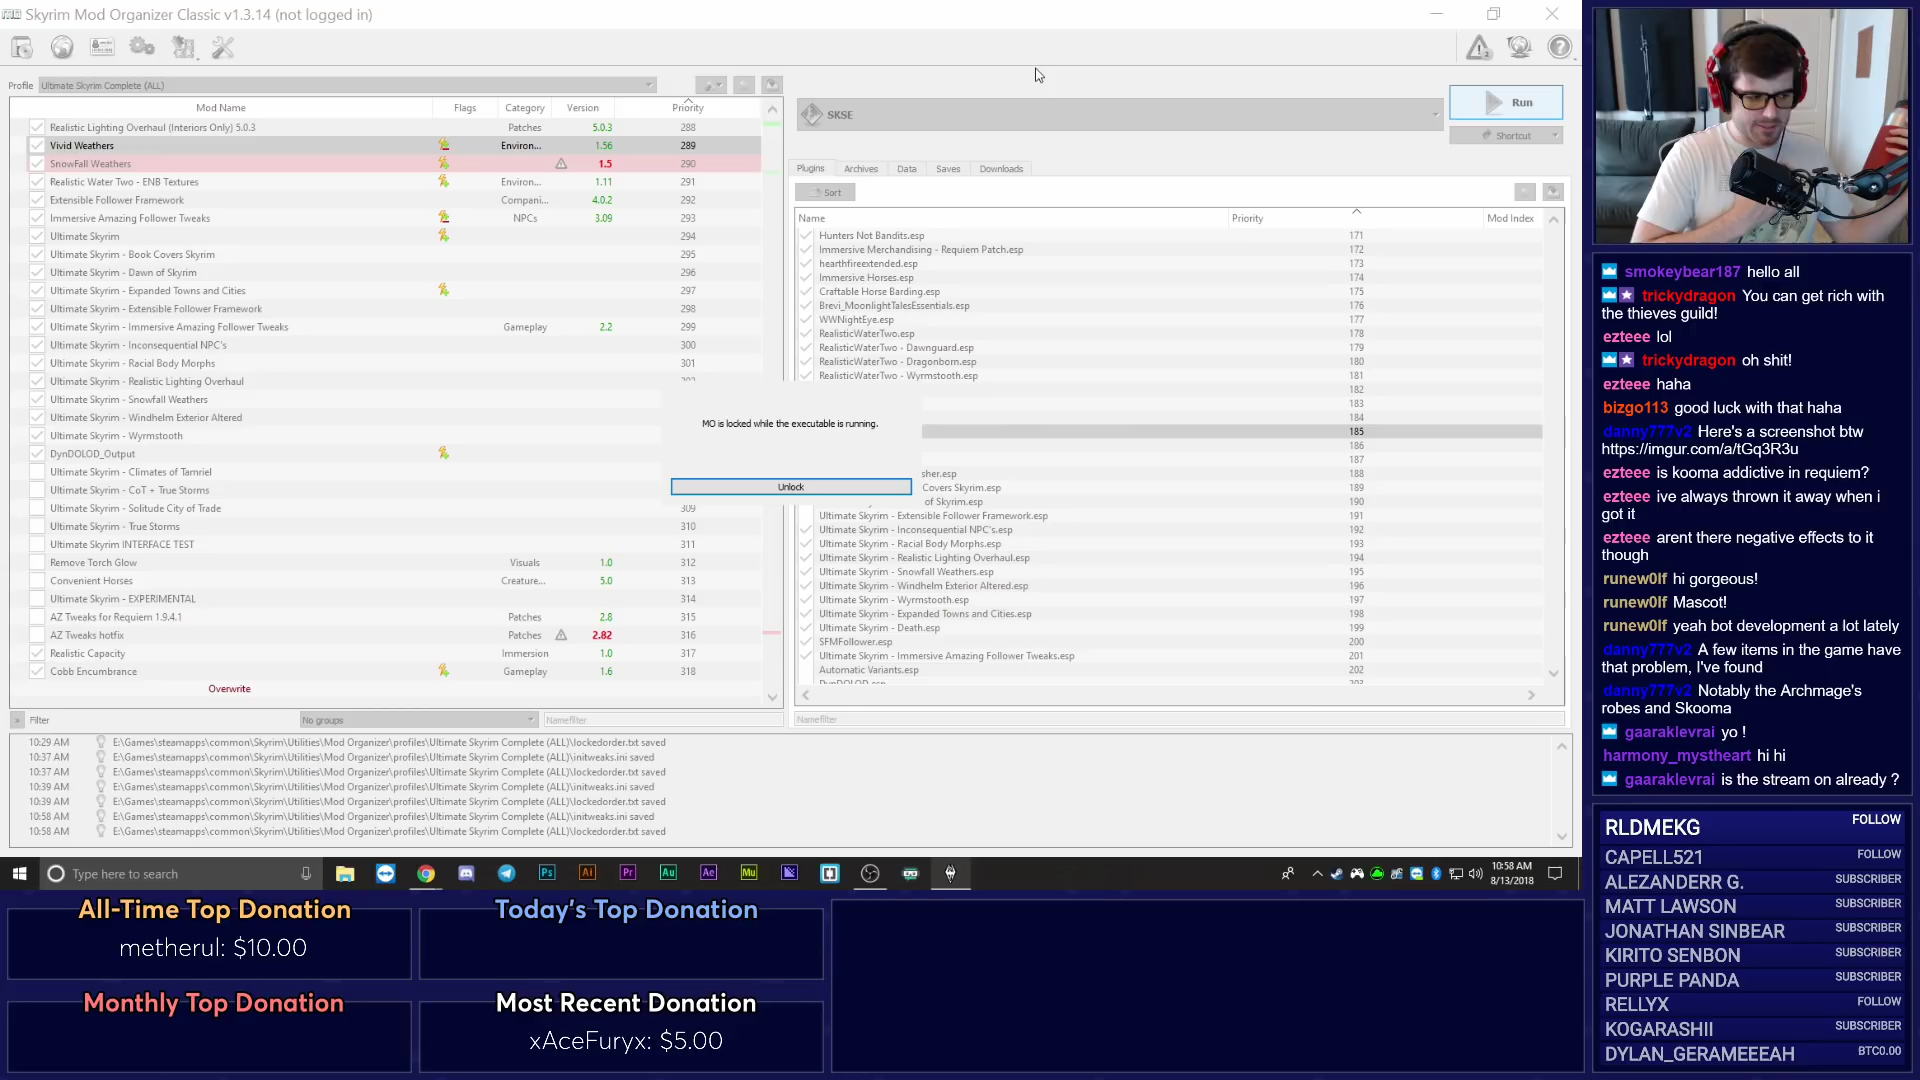 Skyrim Mod Organizer Classic v1.3.14 (not logged in)
Profile Ultimate Skyrim Complete (ALL)
Mod Name Flags Category Version Priority
Realistic Lighting Overhaul (Interiors Only) 5.0.3 Patches 5.0.3 288
Vivid Weathers Environ... 1.56 289
SnowFall Weathers 1.5 290
Realistic Water Two - ENB Textures Environ... 1.11 291
Extensible Follower Framework Compani... 4.0.2 292
Immersive Amazing Follower Tweaks NPCs 3.09 293
Ultimate Skyrim 294
Ultimate Skyrim - Book Covers Skyrim 295
Ultimate Skyrim - Dawn of Skyrim 296
Ultimate Skyrim - Expanded Towns and Cities 297
Ultimate Skyrim - Extensible Follower Framework 298
Ultimate Skyrim - Immersive Amazing Follower Tweaks Gameplay 2.2 299
Ultimate Skyrim - Inconsequential NPC's 300
Ultimate Skyrim - Racial Body Morphs 301
Ultimate Skyrim - Realistic Lighting Overhaul
Ultimate Skyrim - Snowfall Weathers
Ultimate Skyrim - Windhelm Exterior Altered
Ultimate Skyrim - Wyrmstooth
DynDOLOD_Output
Ultimate Skyrim - Climates of Tamriel
Ultimate Skyrim - CoT + True Storms
Ultimate Skyrim - Solitude City of Trade 309
Ultimate Skyrim - True Storms 310
Ultimate Skyrim INTERFACE TEST 311
Remove Torch Glow Visuals 1.0 312
Convenient Horses Creature... 5.0 313
Ultimate Skyrim - EXPERIMENTAL 314
AZ Tweaks for Requiem 1.9.4.1 Patches 2.8 315
AZ Tweaks hotfix Patches 2.82 316
Realistic Capacity Immersion 1.0 317
Cobb Encumbrance Gameplay 1.6 318
Overwrite
» Filter No groups Namefilter
MO is locked while the executable is running.
Unlock
SKSE
Run
Shortcut
Plugins Archives Data Saves Downloads
Sort
Name Priority Mod Index
Hunters Not Bandits.esp 171
Immersive Merchandising - Requiem Patch.esp 172
hearthfireextended.esp 173
Immersive Horses.esp 174
Craftable Horse Barding.esp 175
Brevi_MoonlightTalesEssentials.esp 176
WWNightEye.esp 177
RealisticWaterTwo.esp 178
RealisticWaterTwo - Dawnguard.esp 179
RealisticWaterTwo - Dragonborn.esp 180
RealisticWaterTwo - Wyrmstooth.esp 181
182
183
184
185
186
187
sher.esp 188
Covers Skyrim.esp 189
of Skyrim.esp 190
Ultimate Skyrim - Extensible Follower Framework.esp 191
Ultimate Skyrim - Inconsequential NPC's.esp 192
Ultimate Skyrim - Racial Body Morphs.esp 193
Ultimate Skyrim - Realistic Lighting Overhaul.esp 194
Ultimate Skyrim - Snowfall Weathers.esp 195
Ultimate Skyrim - Windhelm Exterior Altered.esp 196
Ultimate Skyrim - Wyrmstooth.esp 197
Ultimate Skyrim - Expanded Towns and Cities.esp 198
Ultimate Skyrim - Death.esp 199
SFMFollower.esp 200
Ultimate Skyrim - Immersive Amazing Follower Tweaks.esp 201
Automatic Variants.esp 202
Namefilter
10:29 AM E:\Games\steamapps\common\Skyrim\Utilities\Mod Organizer\profiles\Ultimate Skyrim Complete (ALL)\lockedorder.txt saved
10:37 AM E:\Games\steamapps\common\Skyrim\Utilities\Mod Organizer\profiles\Ultimate Skyrim Complete (ALL)\initweaks.ini saved
10:37 AM E:\Games\steamapps\common\Skyrim\Utilities\Mod Organizer\profiles\Ultimate Skyrim Complete (ALL)\lockedorder.txt saved
10:39 AM E:\Games\steamapps\common\Skyrim\Utilities\Mod Organizer\profiles\Ultimate Skyrim Complete (ALL)\initweaks.ini saved
10:39 AM E:\Games\steamapps\common\Skyrim\Utilities\Mod Organizer\profiles\Ultimate Skyrim Complete (ALL)\lockedorder.txt saved
10:58 AM E:\Games\steamapps\common\Skyrim\Utilities\Mod Organizer\profiles\Ultimate Skyrim Complete (ALL)\initweaks.ini saved
10:58 AM E:\Games\steamapps\common\Skyrim\Utilities\Mod Organizer\profiles\Ultimate Skyrim Complete (ALL)\lockedorder.txt saved
Type here to search
Ps Ai Pr Au Ae Mu
10:58 AM
8/13/2018
smokeybear187 hello all
trickydragon You can get rich with
the thieves guild!
ezteee lol
trickydragon oh shit!
ezteee haha
bizgo113 good luck with that haha
danny777v2 Here's a screenshot btw
https://imgur.com/a/tGq3R3u
ezteee is kooma addictive in requiem?
ezteee ive always thrown it away when i
got it
ezteee arent there negative effects to it
though
runew0lf hi gorgeous!
runew0lf Mascot!
runew0lf yeah bot development a lot lately
danny777v2 A few items in the game have
that problem, I've found
danny777v2 Notably the Archmage's
robes and Skooma
gaaraklevrai yo !
harmony_mystheart hi hi
gaaraklevrai is the stream on already ?
RLDMEKG FOLLOW
CAPELL521 FOLLOW
ALEZANDERR G. SUBSCRIBER
MATT LAWSON SUBSCRIBER
JONATHAN SINBEAR SUBSCRIBER
KIRITO SENBON SUBSCRIBER
PURPLE PANDA SUBSCRIBER
RELLYX FOLLOW
KOGARASHII SUBSCRIBER
DYLAN_GERAMEEEAH BTC0.00
All-Time Top Donation
metherul: $10.00
Today's Top Donation
Monthly Top Donation
Most Recent Donation
xAceFuryx: $5.00